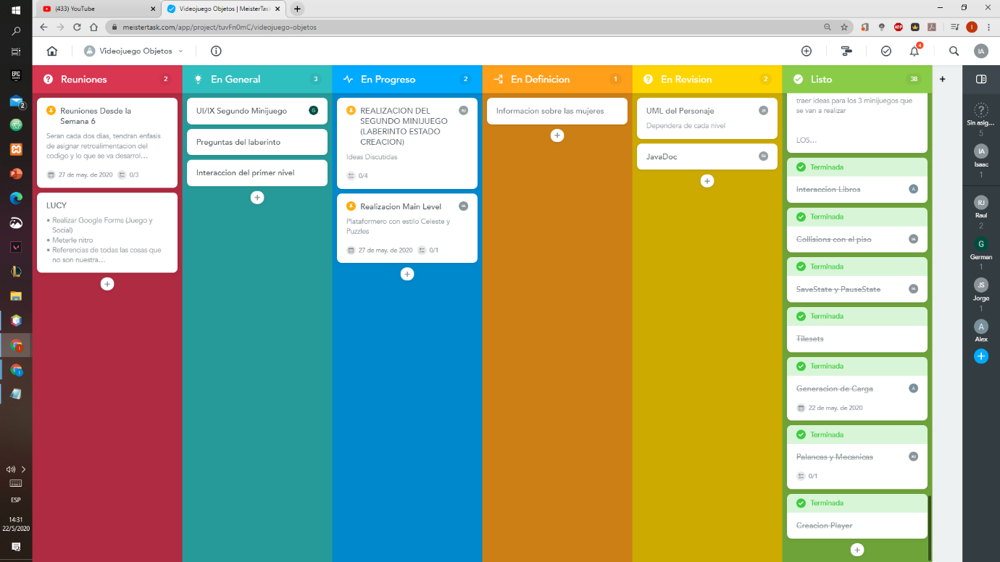 (433) YouTube
Videojuego Objetos | MeisterTas
meistertask.com/app/project/tuvFn0mC/videojuego-objetos
Videojuego Objetos
4
IA
Reuniones 2
Reuniones Desde la
Semana 6
Seran cada dos días, tendran enfasis
de asignar retroalimentacion del
codigo y lo que se va desarrol…
27 de may. de 2020 0/3
LUCY
• Realizar Google Forms (Juego y
Social)
• Meterle nitro
• Referencias de todas las cosas que
no son nuestra…
En General 3
UI/IX Segundo Minijuego G
Preguntas del laberinto
Interaccion del primer nivel
En Progreso 2
REALIZACION DEL RJ
SEGUNDO MINIJUEGO
(LABERINTO ESTADO
CREACION)
Ideas Discutidas
0/4
Realizacion Main Level IA
Plataformero con estilo Celeste y
Puzzles
27 de may. de 2020 0/1
En Definicion 1
Informacion sobre las mujeres
En Revision 2
UML del Personaje JS
Dependera de cada nivel
JavaDoc RJ
Listo 38
traer ideas para los 3 minijuegos que
se van a realizar
LOS…
Terminada
Interaccion Libros A
Terminada
Collisions con el piso IA
Terminada
SaveState y PauseState IA
Terminada
Tilesets
Terminada
Generacion de Carga A
22 de may. de 2020
Terminada
Palancas y Mecanicas RJ
0/1
Terminada
Creacion Player
Sin asig...
5
IA
Isaac
1
RJ
Raul
2
G
German
1
JS
Jorge
1
A
Alex
EPIC
GAMES
2
ABP
I
ESP
14:31
22/5/2020